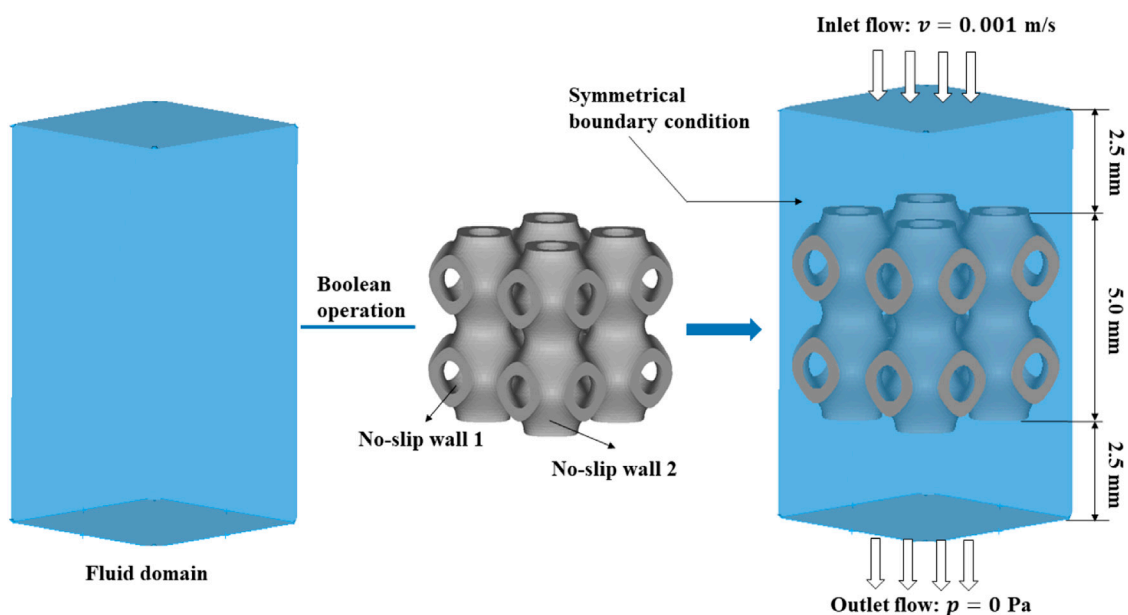 Inlet flow: v = 0.001 m/s
Symmetrical
boundary condition
2.5 mm
Boolean
operation
5.0 mm
No-slip wall 1
No-slip wall 2
2.5 mm
Fluid domain
Outlet flow: p = 0 Pa